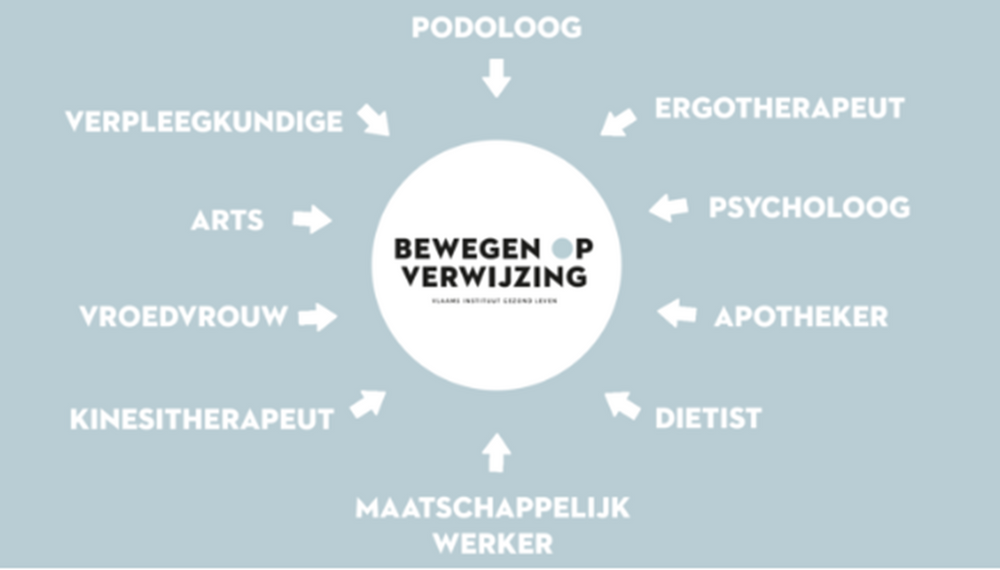 PODOLOOG
VERPLEEGKUNDIGE
ERGOTHERAPEUT
ARTS
PSYCHOLOOG
BEWEGEN OP
VERWIJZING
VLAAMS INSTITUUT GEZOND LEVEN
VROEDVROUW
APOTHEKER
KINESITHERAPEUT
DIETIST
MAATSCHAPPELIJK
WERKER